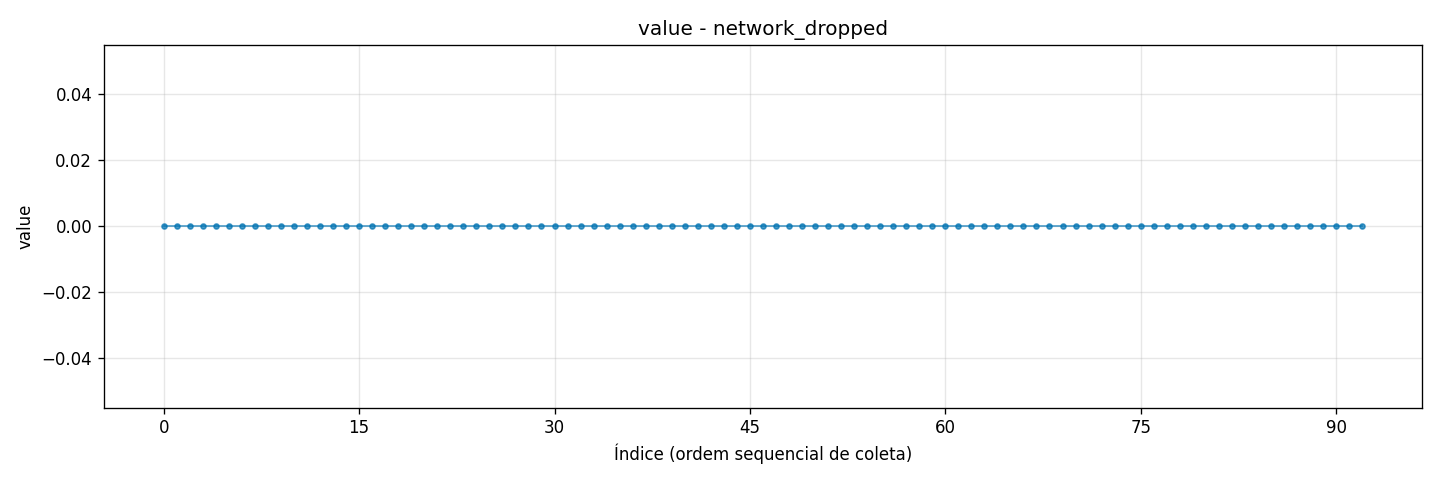 value - network_dropped
value
0.04
0.02
0.00
−0.02
−0.04
0 15 30 45 60 75 90
Índice (ordem sequencial de coleta)